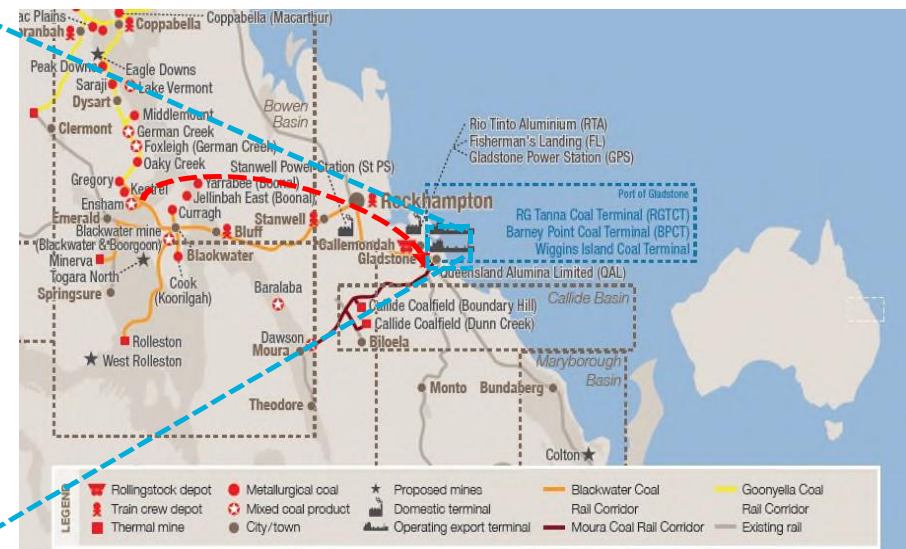 ac Plains
Coppabella (Macarthur)
Coppabella
ranbah
Peak Downs
Eagle Downs
Saraji
Lake Vermont
Dysart
Bowen
Basin
Middlemount
Clermont
German Creek
Foxleigh (German Creek)
Oaky Creek
Rio Tinto Aluminium (RTA)
Fisherman's Landing (FL)
Gladstone Power Station (GPS)
Stanwell Power Station (St PS)
Gregory
Kestrel
Yarrabee (Boonal)
Jellinbah East (Boonal)
Ensham
Rockhampton
Port of Gladstone
RG Tanna Coal Terminal (RGTCT)
Barney Point Coal Terminal (BPCT)
Wiggins Island Coal Terminal
Curragh
Emerald
Stanwell
Bluff
Blackwater mine
(Blackwater & Boorgoon)
Callemondah
Gladstone
Minerva
Blackwater
Togara North
Queensland Alumina Limited (QAL)
Springsure
Cook
(Koorilgah)
Baralaba
Callide Basin
Callide Coalfield (Boundary Hill)
Callide Coalfield (Dunn Creek)
Rolleston
Dawson
Moura
Biloela
West Rolleston
Maryborough
Basin
Monto
Bundaberg
Theodore
Colton
LEGEND
Rollingstock depot
Metallurgical coal
Proposed mines
Blackwater Coal
Rail Corridor
Goonyella Coal
Rail Corridor
Train crew depot
Mixed coal product
Domestic terminal
Thermal mine
City/town
Operating export terminal
Moura Coal Rail Corridor
Existing rail